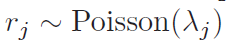 r_j ∼ Poisson(λ_j)